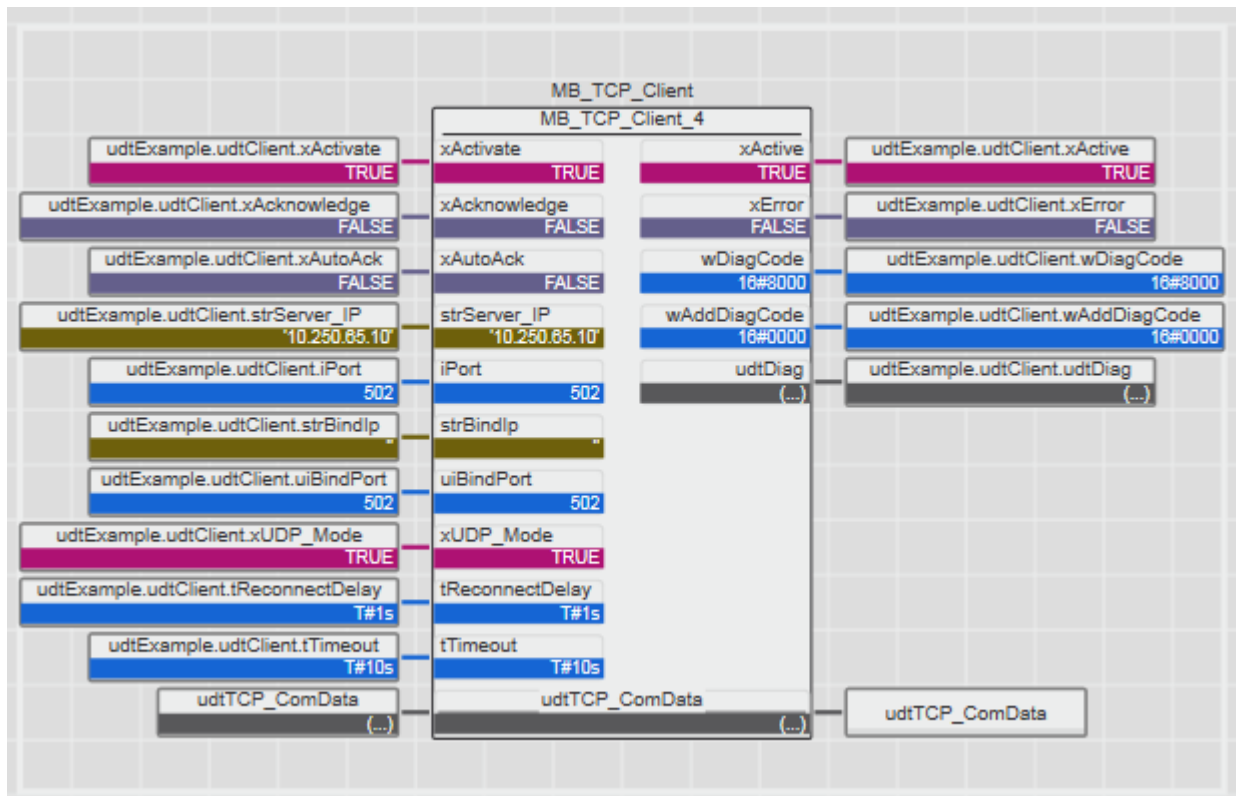 MB_TCP_Client
MB_TCP_Client_4
udtExample.udtClient.xActivate
TRUE
xActivate
TRUE
xActive
TRUE
udtExample.udtClient.xActive
TRUE
udtExample.udtClient.xAcknowledge
FALSE
xAcknowledge
FALSE
xError
FALSE
udtExample.udtClient.xError
FALSE
udtExample.udtClient.xAutoAck
FALSE
xAutoAck
FALSE
wDiagCode
16#8000
udtExample.udtClient.wDiagCode
16#8000
udtExample.udtClient.strServer_IP
'10.250.65.10'
strServer_IP
'10.250.65.10'
wAddDiagCode
16#0000
udtExample.udtClient.wAddDiagCode
16#0000
udtExample.udtClient.iPort
502
iPort
502
udtDiag
(...)
udtExample.udtClient.udtDiag
(...)
udtExample.udtClient.strBindIp
''
strBindIp
''
udtExample.udtClient.uiBindPort
502
uiBindPort
502
udtExample.udtClient.xUDP_Mode
TRUE
xUDP_Mode
TRUE
udtExample.udtClient.tReconnectDelay
T#1s
tReconnectDelay
T#1s
udtExample.udtClient.tTimeout
T#10s
tTimeout
T#10s
udtTCP_ComData
(...)
udtTCP_ComData
(...)
udtTCP_ComData